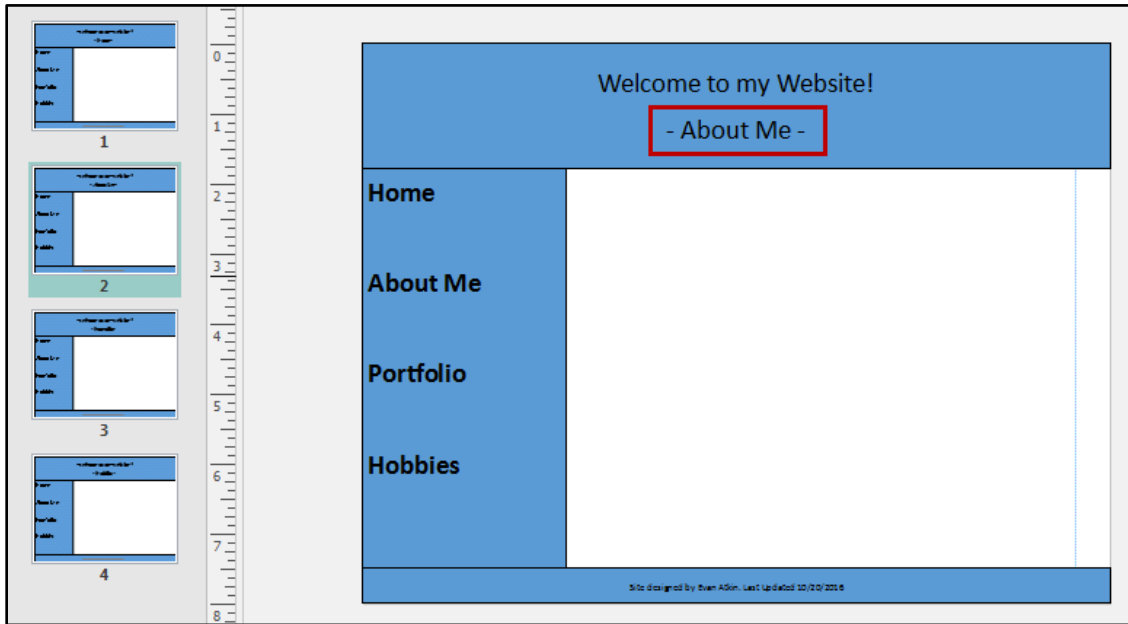 1
2
3
4
0
1
2
3
4
5
6
7
8
Welcome to my Website!
- About Me -
Home
About Me
Portfolio
Hobbies
Site designed by Evan Atkin. Last Updated 10/20/2016